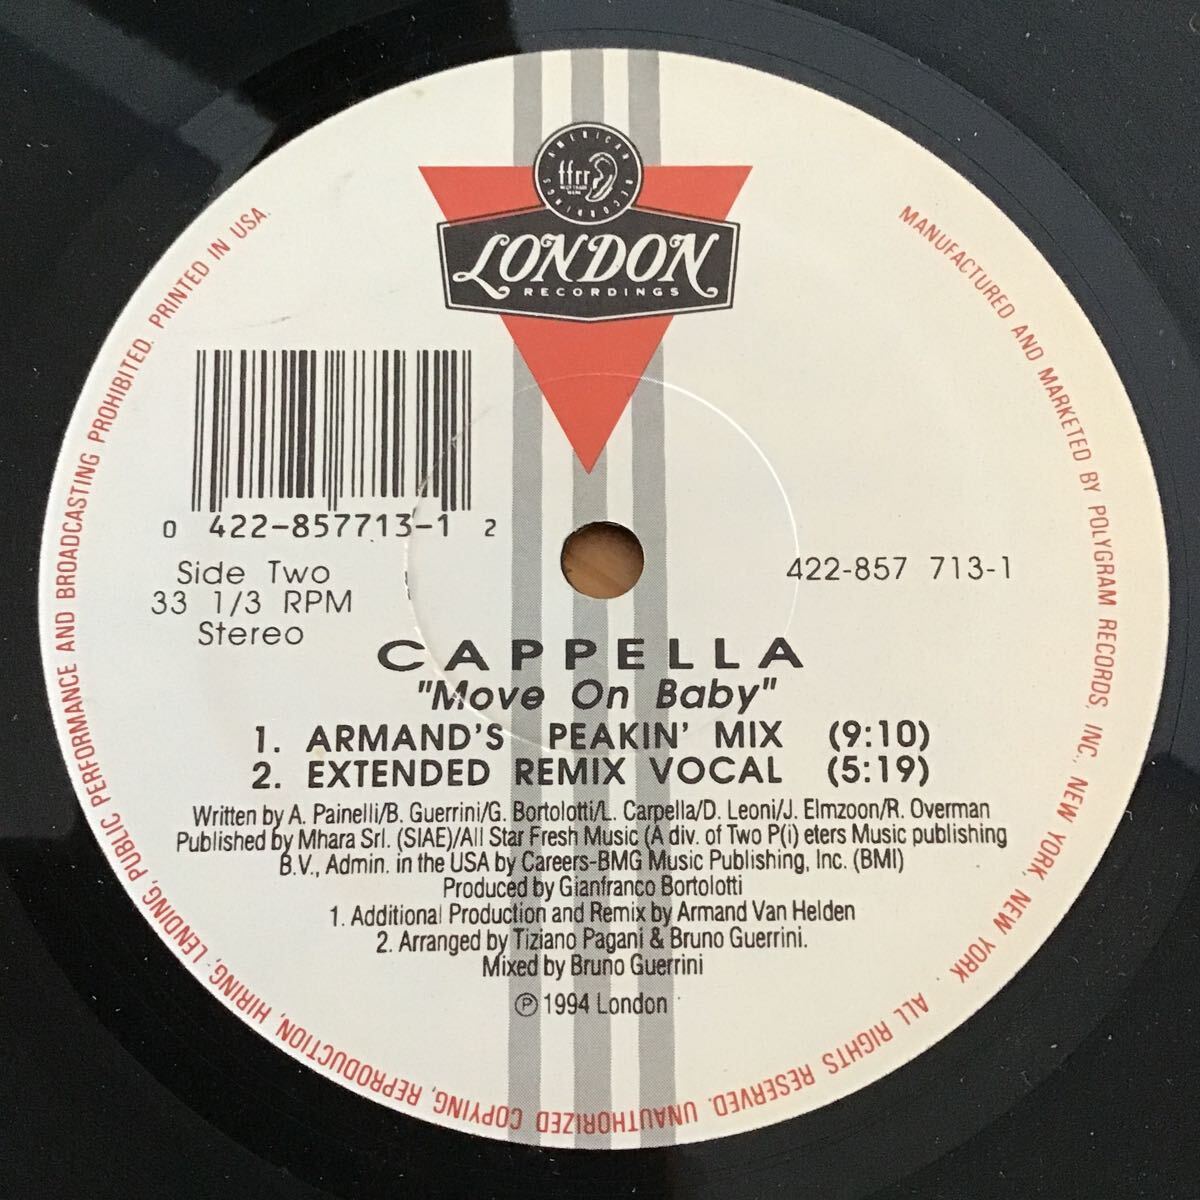 AMERICAN RECORDINGS
ffrr
LONDON
RECORDINGS
0 422-857713-1 2
Side Two
33 1/3 RPM
Stereo
422-857 713-1
CAPPELLA
"Move On Baby"
1. ARMAND'S PEAKIN' MIX (9:10)
2. EXTENDED REMIX VOCAL (5:19)
Written by A. Painelli/B. Guerrini/G. Bortolotti/L. Carpella/D. Leoni/J. Elmzoon/R. Overman
Published by Mhara Srl. (SIAE)/All Star Fresh Music (A div. of Two P(i) eters Music publishing
B.V., Admin. in the USA by Careers-BMG Music Publishing, Inc. (BMI)
Produced by Gianfranco Bortolotti
1. Additional Production and Remix by Armand Van Helden
2. Arranged by Tiziano Pagani & Bruno Guerrini.
Mixed by Bruno Guerrini
Ⓟ 1994 London
MANUFACTURED AND MARKETED BY POLYGRAM RECORDS, INC., NEW YORK, NEW YORK. ALL RIGHTS RESERVED. UNAUTHORIZED COPYING, REPRODUCTION, HIRING, LENDING, PUBLIC PERFORMANCE AND BROADCASTING PROHIBITED. PRINTED IN USA.